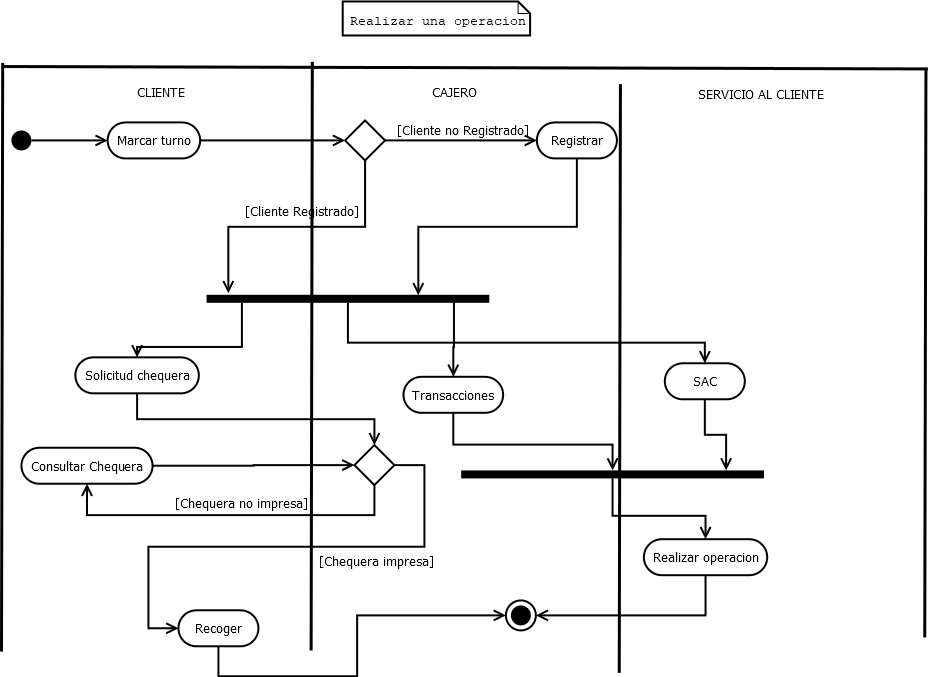 Realizar una operacion
CLIENTE
CAJERO
SERVICIO AL CLIENTE
Marcar turno
[Cliente no Registrado]
Registrar
[Cliente Registrado]
Solicitud chequera
Transacciones
SAC
Consultar Chequera
[Chequera no impresa]
[Chequera impresa]
Realizar operacion
Recoger